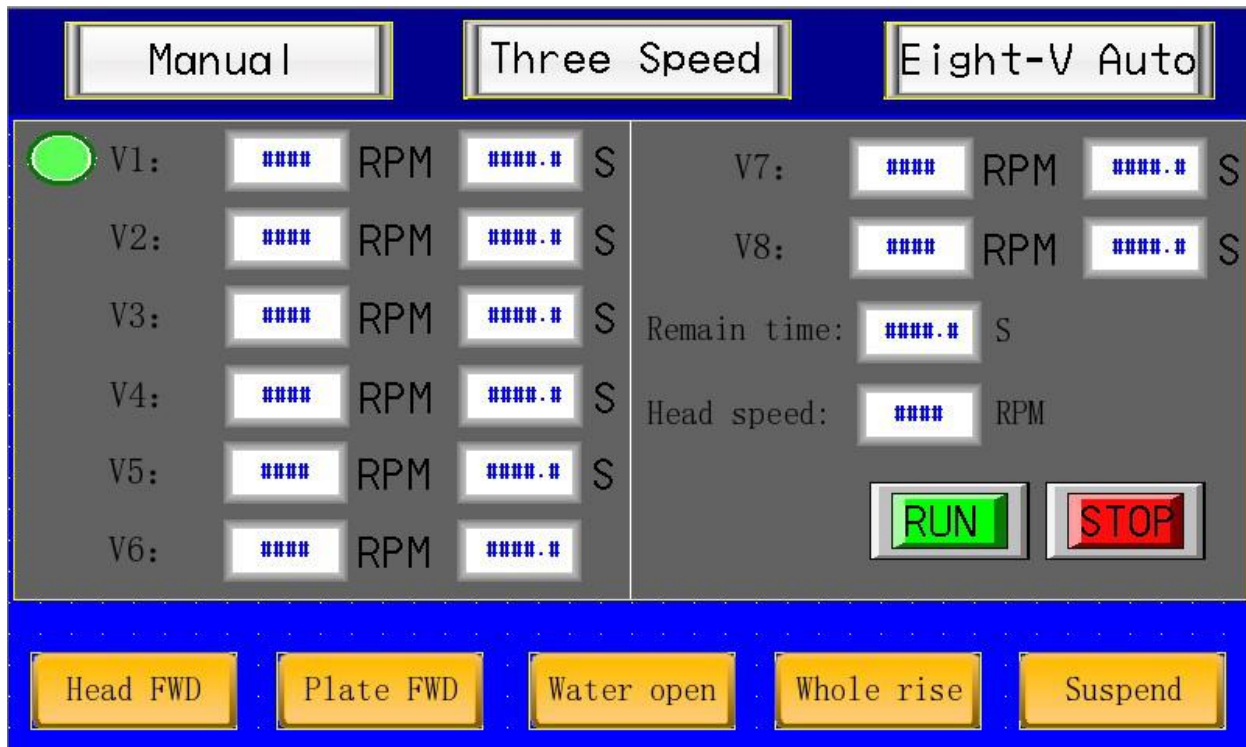 Manual Three Speed Eight-V Auto
V1: #### RPM ####.# S
V2: #### RPM ####.# S
V3: #### RPM ####.# S
V4: #### RPM ####.# S
V5: #### RPM ####.# S
V6: #### RPM ####.#
V7: #### RPM ####.# S
V8: #### RPM ####.# S
Remain time: ####.# S
Head speed: #### RPM
RUN STOP
Head FWD Plate FWD Water open Whole rise Suspend